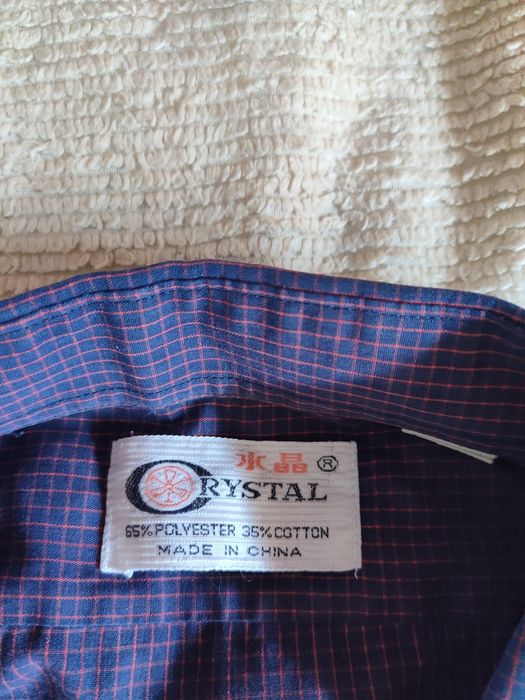 水晶®
CRYSTAL
65% POLYESTER 35% COTTON
MADE IN CHINA